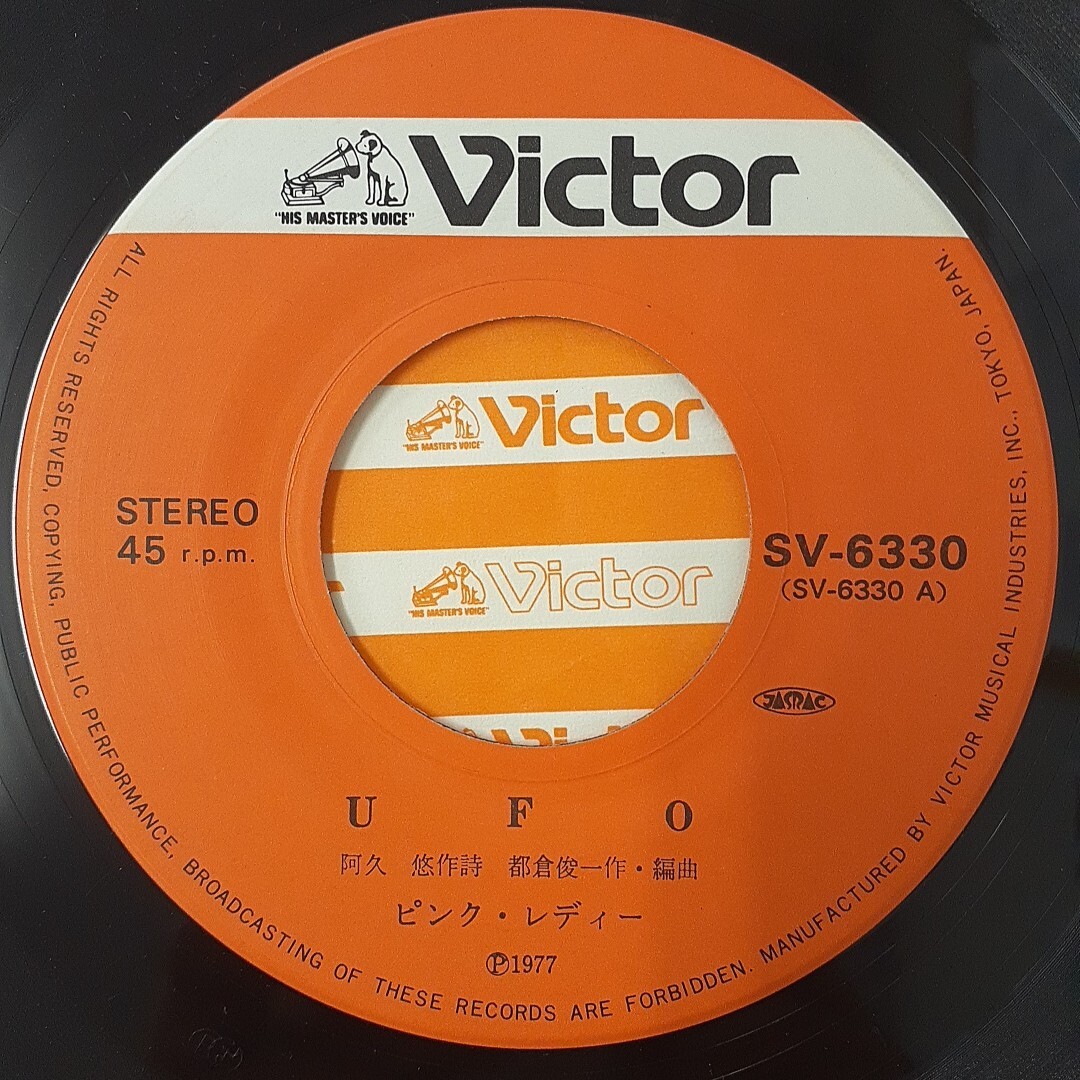 Victor
"HIS MASTER'S VOICE"
Victor
"HIS MASTER'S VOICE"
STEREO
45 r.p.m.
SV-6330
(SV-6330 A)
Victor
"HIS MASTER'S VOICE"
JASRAC
U F O
阿久 悠作詩 都倉俊一作・編曲
ピンク・レディー
Ⓟ1977
ALL RIGHTS RESERVED, COPYING, PUBLIC PERFORMANCE, BROADCASTING OF THESE RECORDS ARE FORBIDDEN. MANUFACTURED BY VICTOR MUSICAL INDUSTRIES, INC., TOKYO, JAPAN.